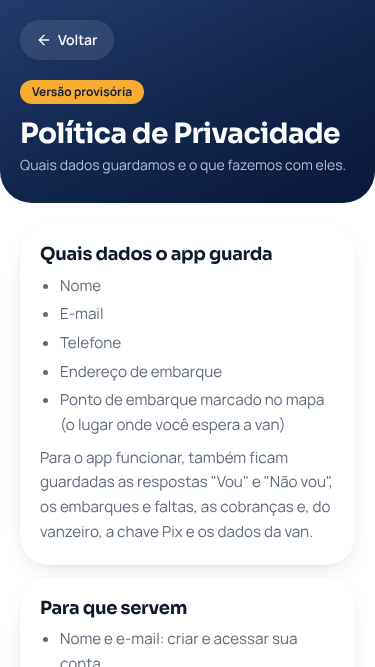 Voltar
Versão provisória
Política de Privacidade
Quais dados guardamos e o que fazemos com eles.
Quais dados o app guarda
• Nome
• E-mail
• Telefone
• Endereço de embarque
• Ponto de embarque marcado no mapa
(o lugar onde você espera a van)
Para o app funcionar, também ficam
guardadas as respostas "Vou" e "Não vou",
os embarques e faltas, as cobranças e, do
vanzeiro, a chave Pix e os dados da van.
Para que servem
• Nome e e-mail: criar e acessar sua
conta